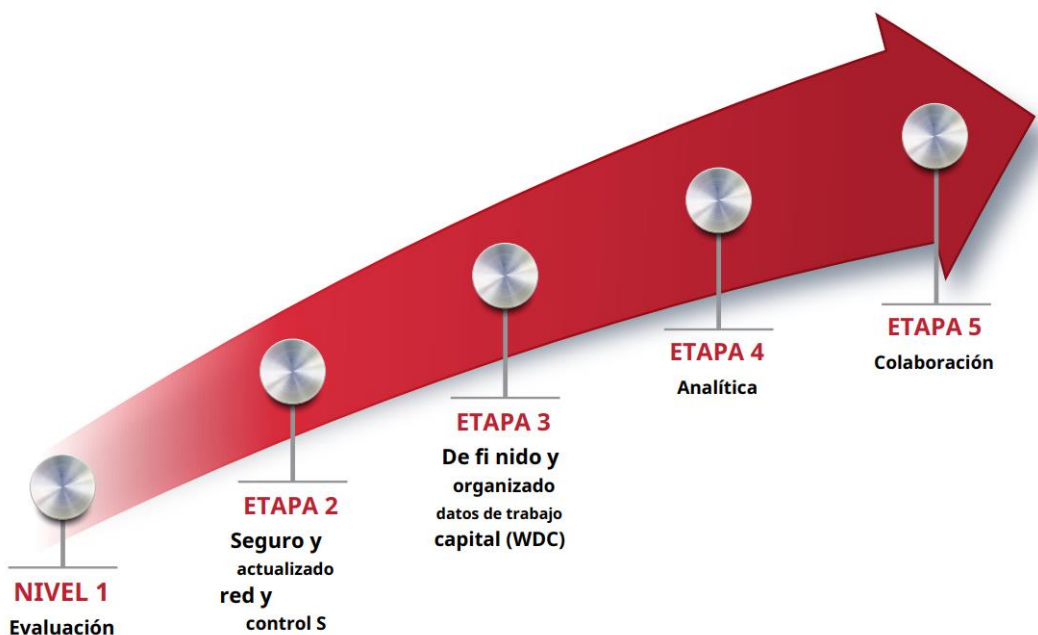 NIVEL 1
Evaluación
ETAPA 2
Seguro y
actualizado
red y
control S
ETAPA 3
De fi nido y
organizado
datos de trabajo
capital (WDC)
ETAPA 4
Analítica
ETAPA 5
Colaboración